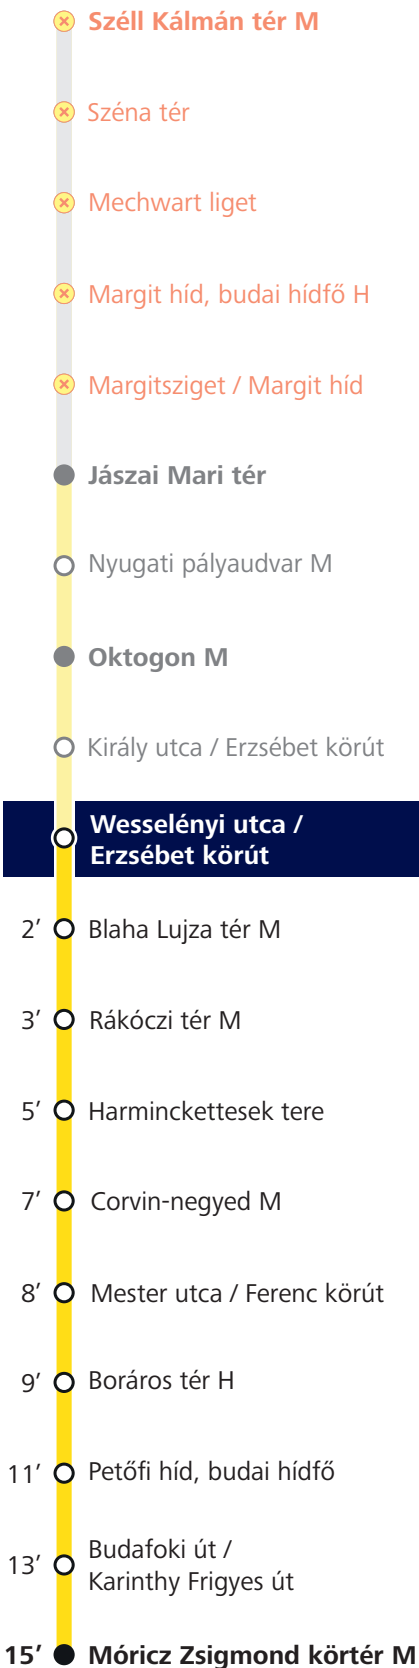 Széll Kálmán tér M
Széna tér
Mechwart liget
Margit híd, budai hídfő H
Margitsziget / Margit híd
Jászai Mari tér
Nyugati pályaudvar M
Oktogon M
Király utca / Erzsébet körút
Wesselényi utca /
Erzsébet körút
2’ Blaha Lujza tér M
3’ Rákóczi tér M
5’ Harminckettesek tere
7’ Corvin-negyed M
8’ Mester utca / Ferenc körút
9’ Boráros tér H
11’ Petőfi híd, budai hídfő
13’ Budafoki út /
Karinthy Frigyes út
15’ Móricz Zsigmond körtér M